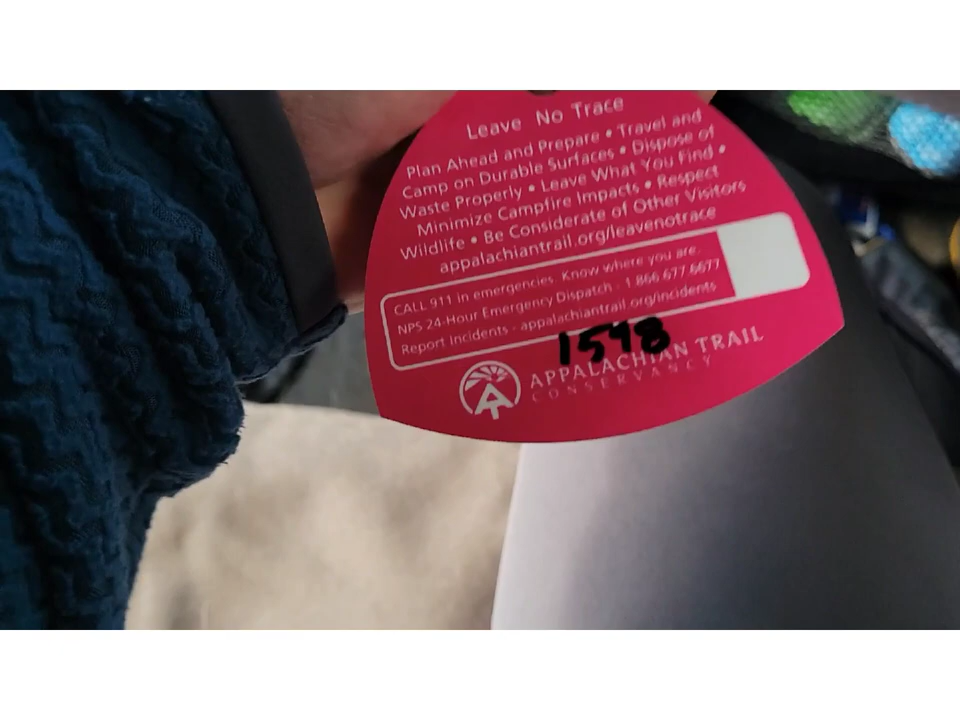 Leave No Trace
Plan Ahead and Prepare • Travel and
Camp on Durable Surfaces • Dispose of
Waste Properly • Leave What You Find •
Minimize Campfire Impacts • Respect
Wildlife • Be Considerate of Other Visitors
appalachiantrail.org/leavenotrace
CALL 911 in emergencies. Know where you are.
NPS 24-Hour Emergency Dispatch - 1.866.677.6677
Report Incidents - appalachiantrail.org/incidents
1598
APPALACHIAN TRAIL
CONSERVANCY